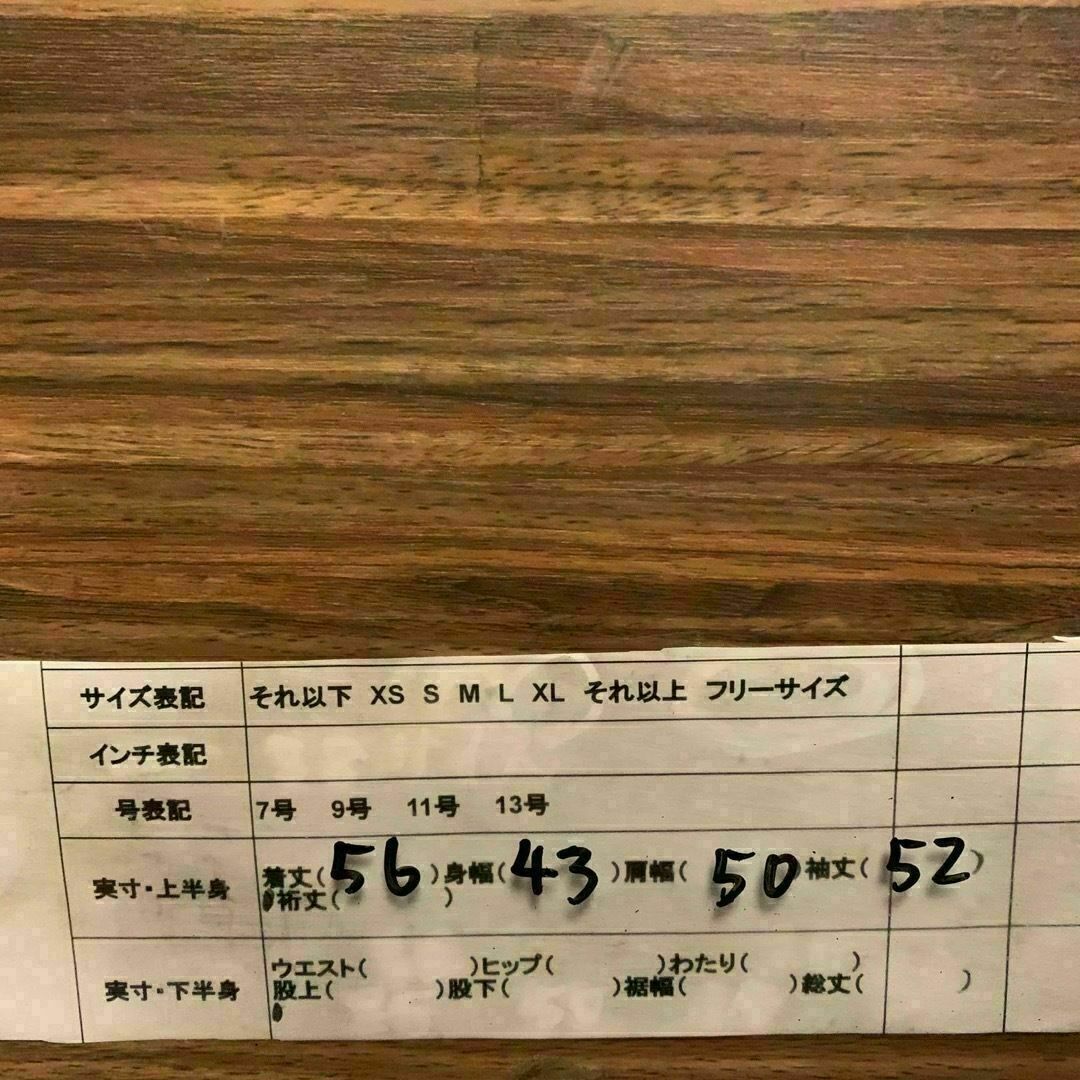 サイズ表記 それ以下 XS S M L XL それ以上 フリーサイズ
インチ表記
号表記 7号 9号 11号 13号
実寸・上半身 着丈(56)身幅(43)肩幅(50 袖丈(52)
裄丈( )
実寸・下半身 ウエスト( )ヒップ( )わたり( )
股上( )股下( )裾幅( )総丈( )